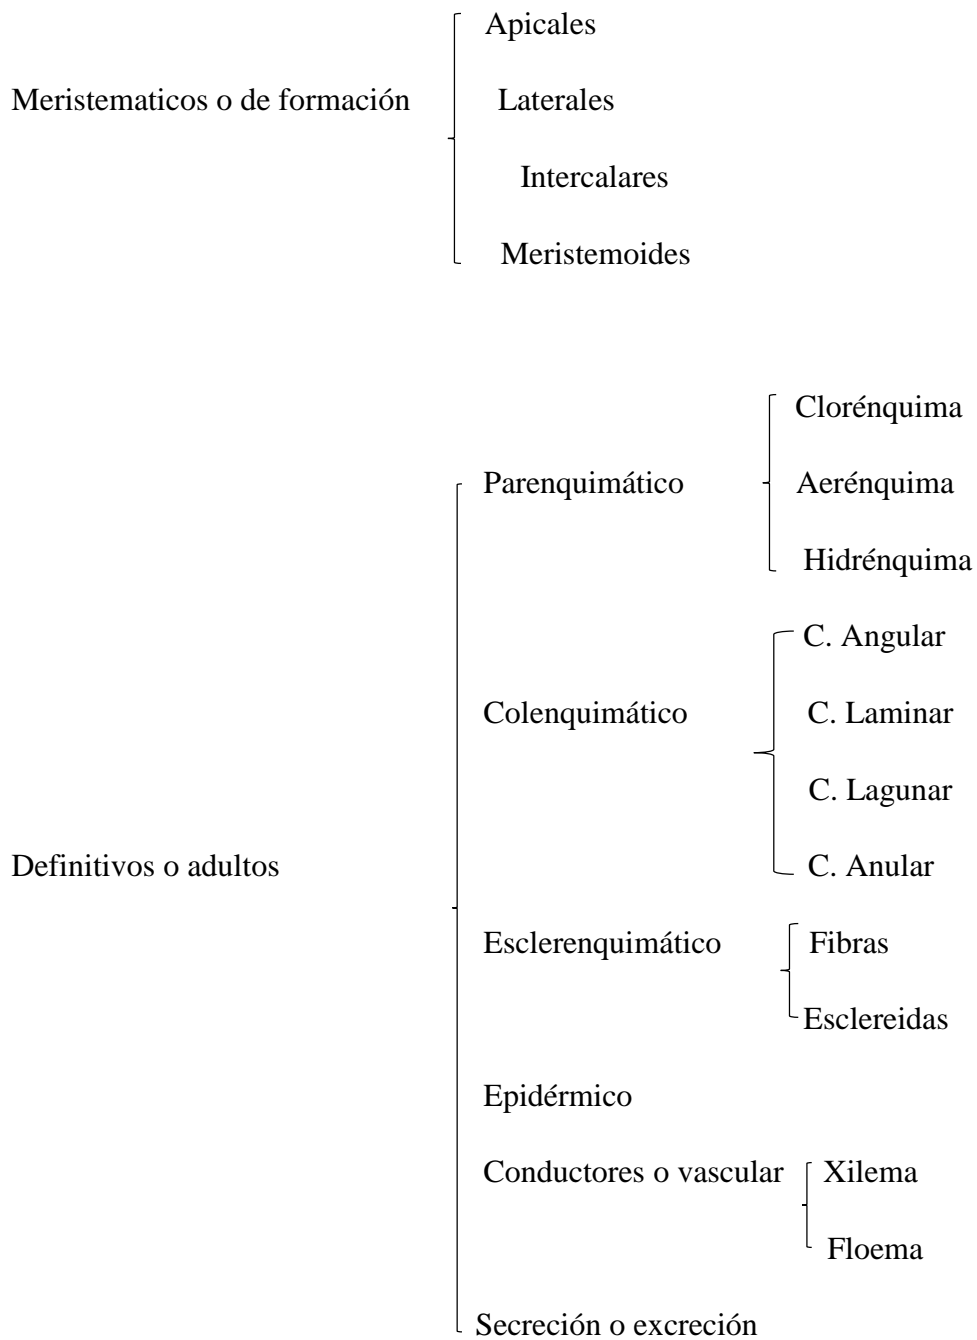 Apicales
Meristematicos o de formación Laterales
Intercalares
Meristemoides
Clorénquima
Parenquimático Aerénquima
Hidrénquima
C. Angular
Colenquimático C. Laminar
C. Lagunar
Definitivos o adultos C. Anular
Esclerenquimático Fibras
Esclereidas
Epidérmico
Conductores o vascular Xilema
Floema
Secreción o excreción